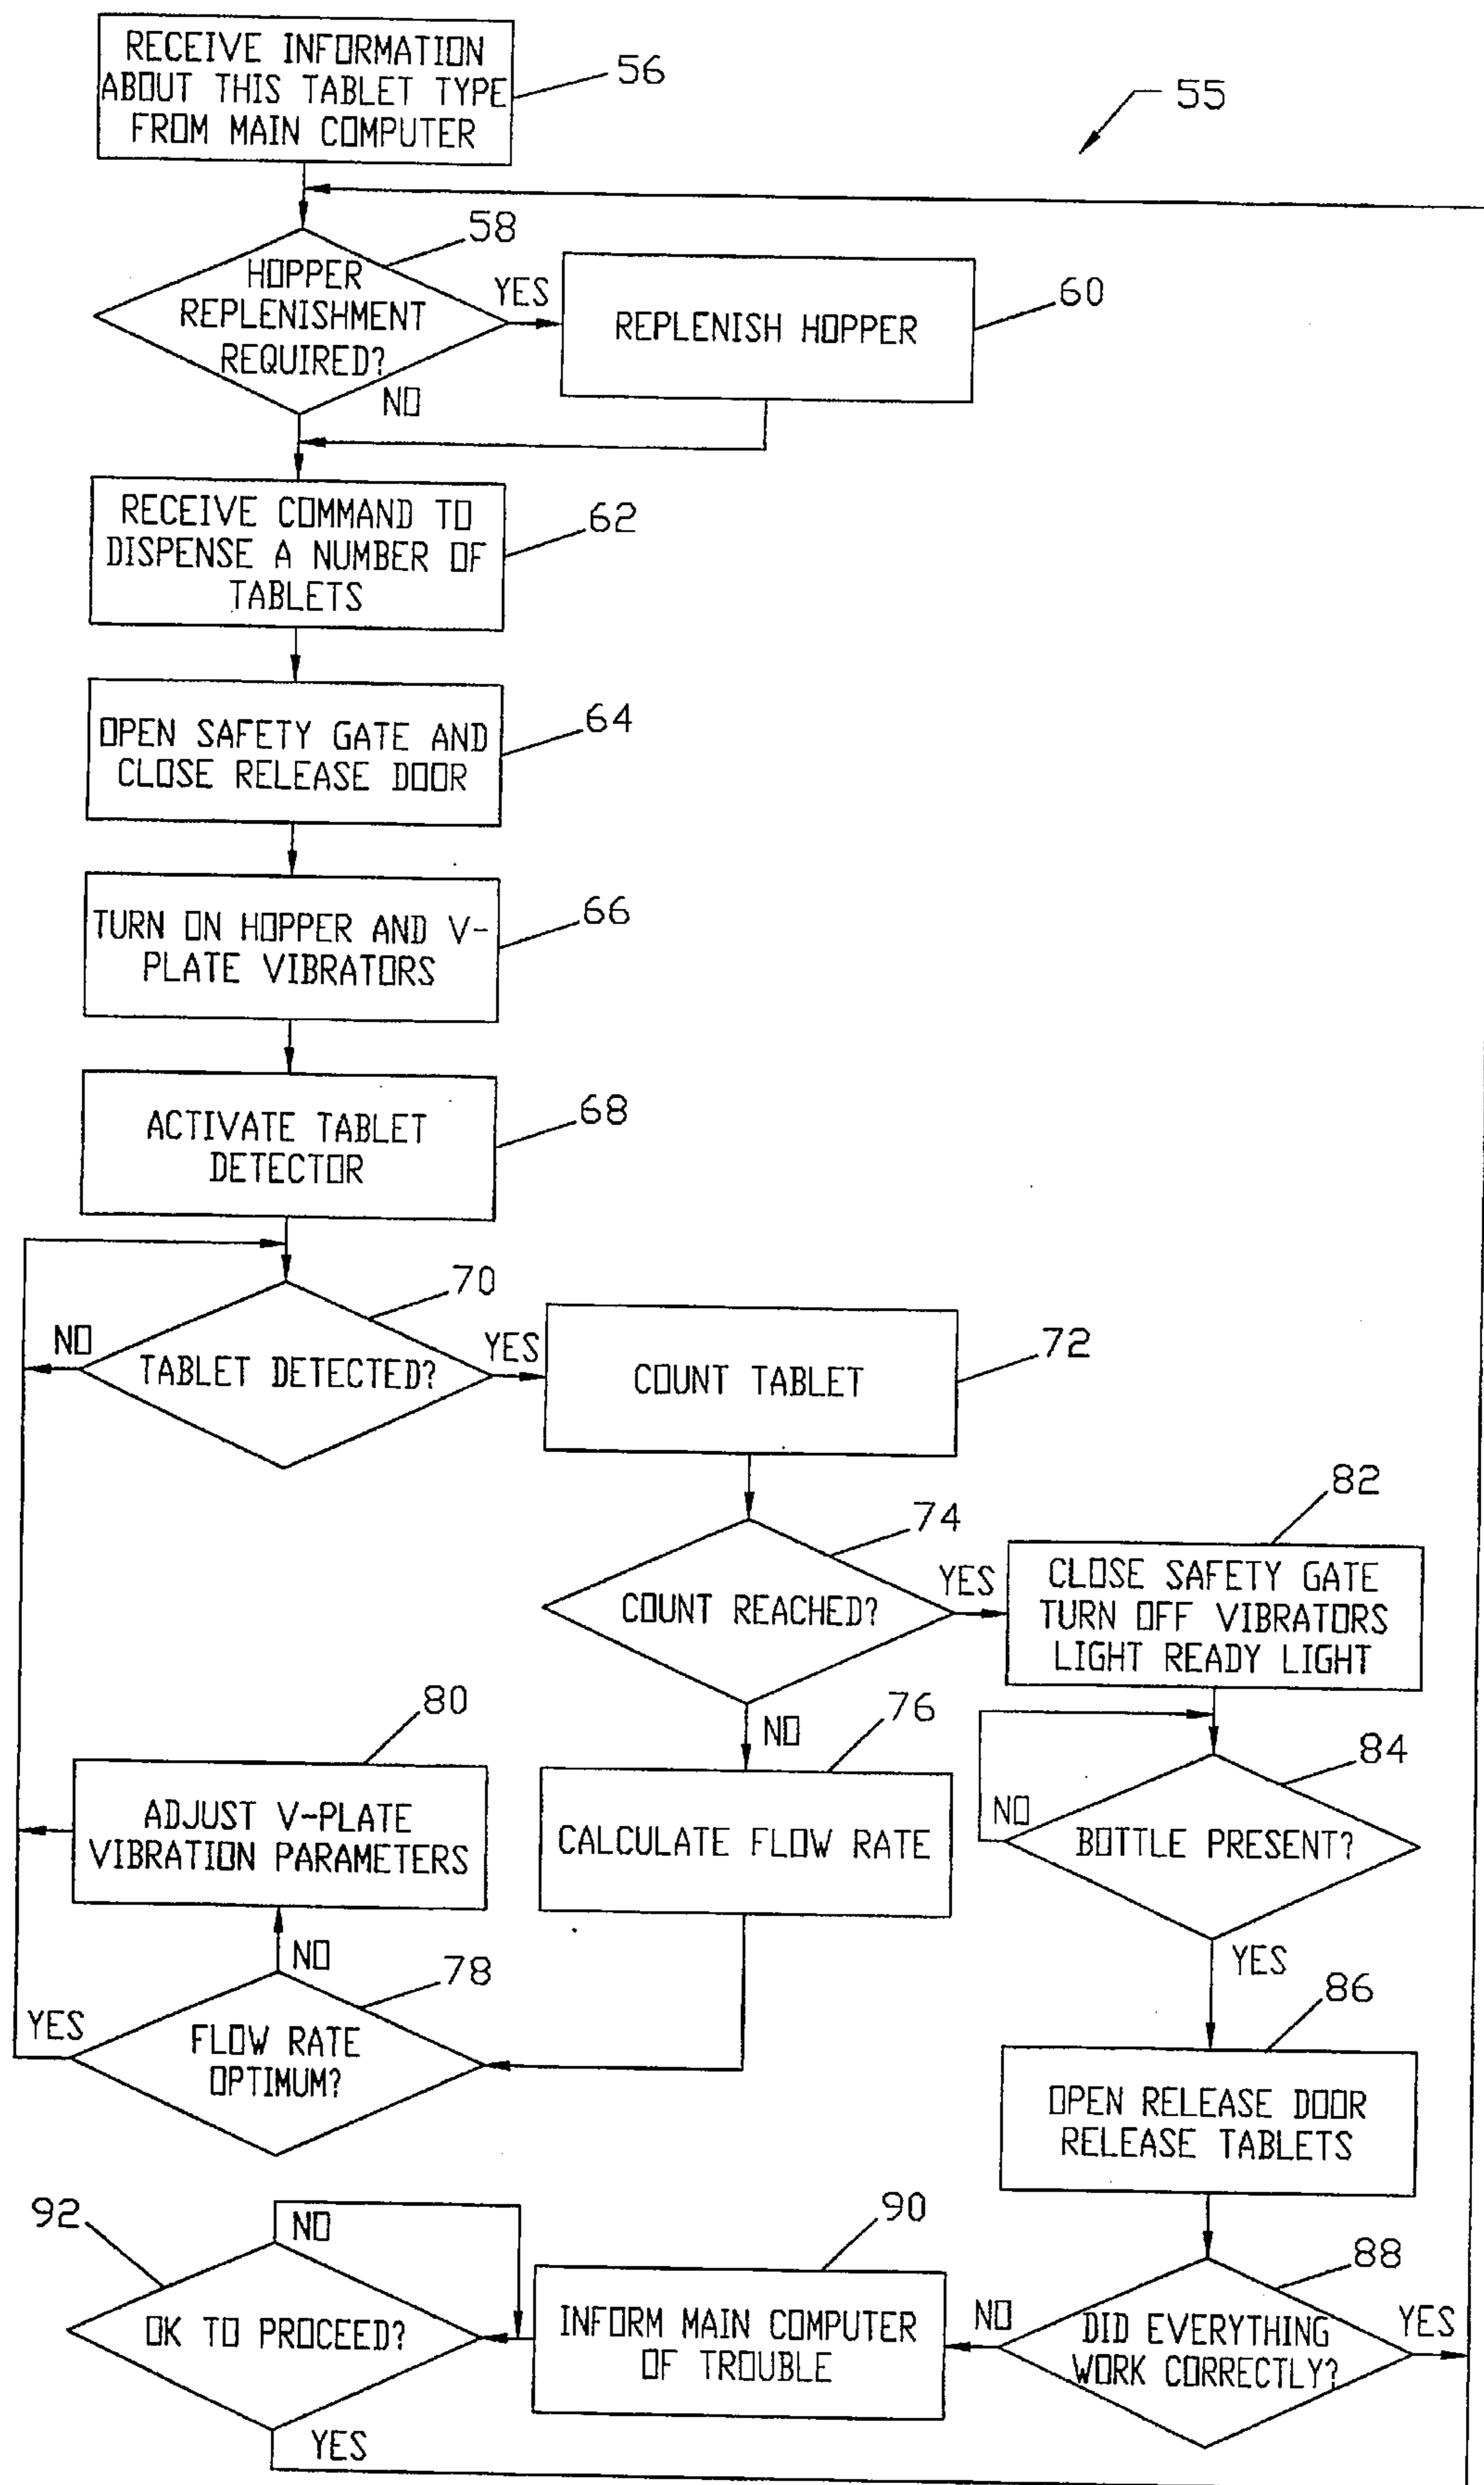 RECEIVE INFORMATION
ABOUT THIS TABLET TYPE
FROM MAIN COMPUTER
56
55
58
HOPPER
REPLENISHMENT
REQUIRED?
YES
NO
REPLENISH HOPPER
60
RECEIVE COMMAND TO
DISPENSE A NUMBER OF
TABLETS
62
OPEN SAFETY GATE AND
CLOSE RELEASE DOOR
64
TURN ON HOPPER AND V-
PLATE VIBRATORS
66
ACTIVATE TABLET
DETECTOR
68
70
NO
TABLET DETECTED?
YES
COUNT TABLET
72
74
COUNT REACHED?
YES
NO
82
CLOSE SAFETY GATE
TURN OFF VIBRATORS
LIGHT READY LIGHT
76
CALCULATE FLOW RATE
80
ADJUST V-PLATE
VIBRATION PARAMETERS
NO
78
YES
FLOW RATE
OPTIMUM?
84
NO
BOTTLE PRESENT?
YES
86
OPEN RELEASE DOOR
RELEASE TABLETS
88
NO
DID EVERYTHING
WORK CORRECTLY?
YES
90
INFORM MAIN COMPUTER
OF TROUBLE
92
NO
OK TO PROCEED?
YES